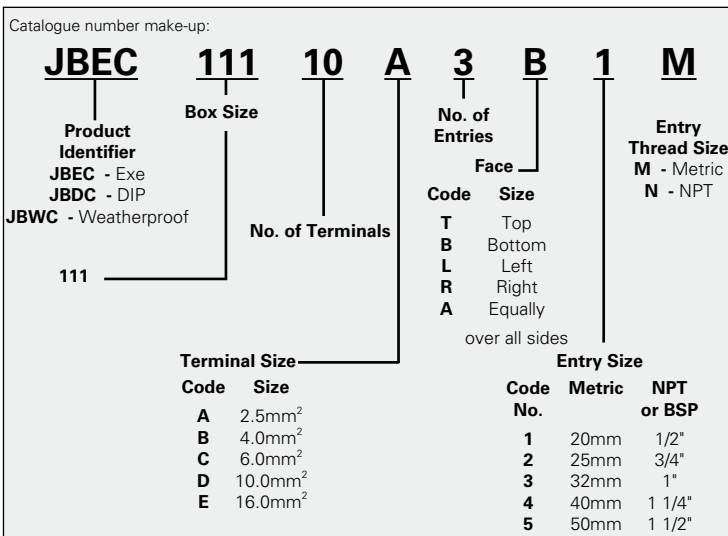 Catalogue number make-up:
JBEC 111 10 A 3 B 1 M
Product
Identifier
JBEC - Exe
JBDC - DIP
JBWC - Weatherproof
Box Size
111
No. of Terminals
No. of
Entries
Entry
Thread Size
M - Metric
N - NPT
Face
Code Size
T Top
B Bottom
L Left
R Right
A Equally
over all sides
Terminal Size
Code Size
A 2.5mm²
B 4.0mm²
C 6.0mm²
D 10.0mm²
E 16.0mm²
Entry Size
Code Metric NPT
No. or BSP
1 20mm 1/2"
2 25mm 3/4"
3 32mm 1"
4 40mm 1 1/4"
5 50mm 1 1/2"